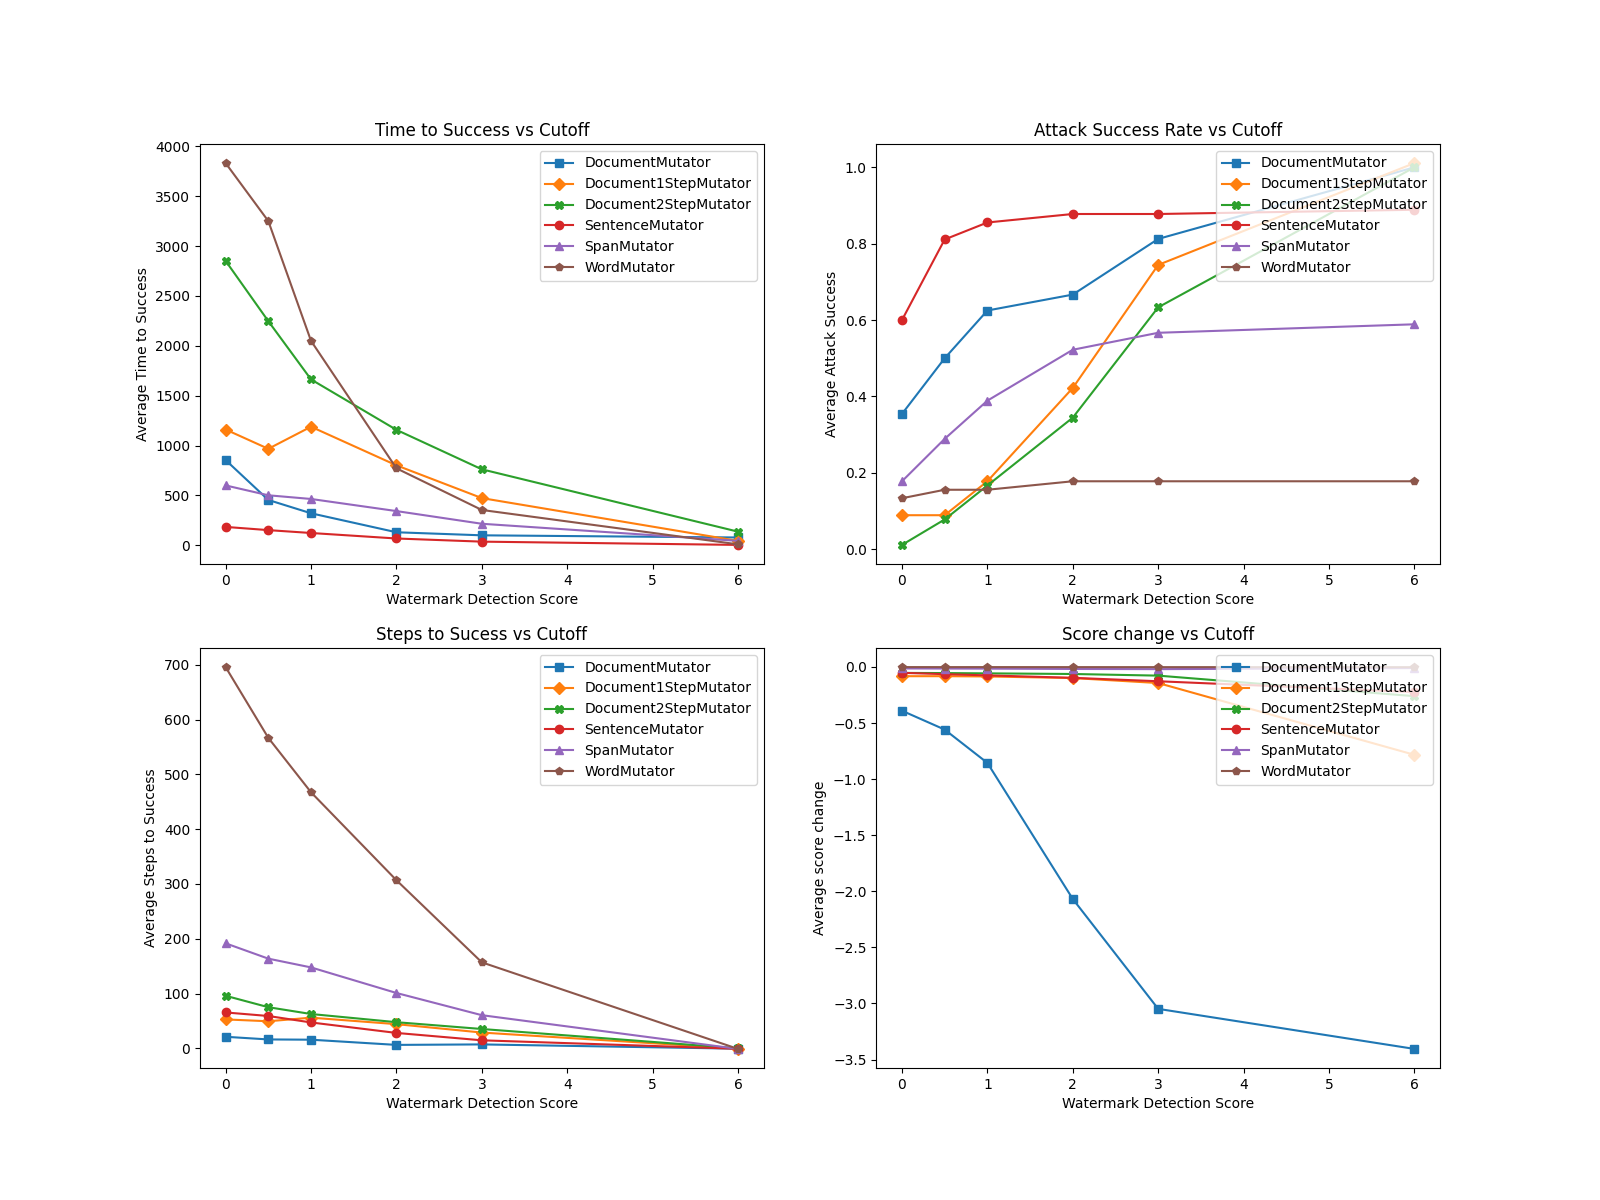 Time to Success vs Cutoff
Average Time to Success
4000
3500
3000
2500
2000
1500
1000
500
0
0 1 2 3 4 5 6
Watermark Detection Score
DocumentMutator
Document1StepMutator
Document2StepMutator
SentenceMutator
SpanMutator
WordMutator
Attack Success Rate vs Cutoff
Average Attack Success
1.0
0.8
0.6
0.4
0.2
0.0
0 1 2 3 4 5 6
Watermark Detection Score
DocumentMutator
Document1StepMutator
Document2StepMutator
SentenceMutator
SpanMutator
WordMutator
Steps to Sucess vs Cutoff
Average Steps to Success
700
600
500
400
300
200
100
0
0 1 2 3 4 5 6
Watermark Detection Score
DocumentMutator
Document1StepMutator
Document2StepMutator
SentenceMutator
SpanMutator
WordMutator
Score change vs Cutoff
Average score change
0.0
−0.5
−1.0
−1.5
−2.0
−2.5
−3.0
−3.5
0 1 2 3 4 5 6
Watermark Detection Score
DocumentMutator
Document1StepMutator
Document2StepMutator
SentenceMutator
SpanMutator
WordMutator